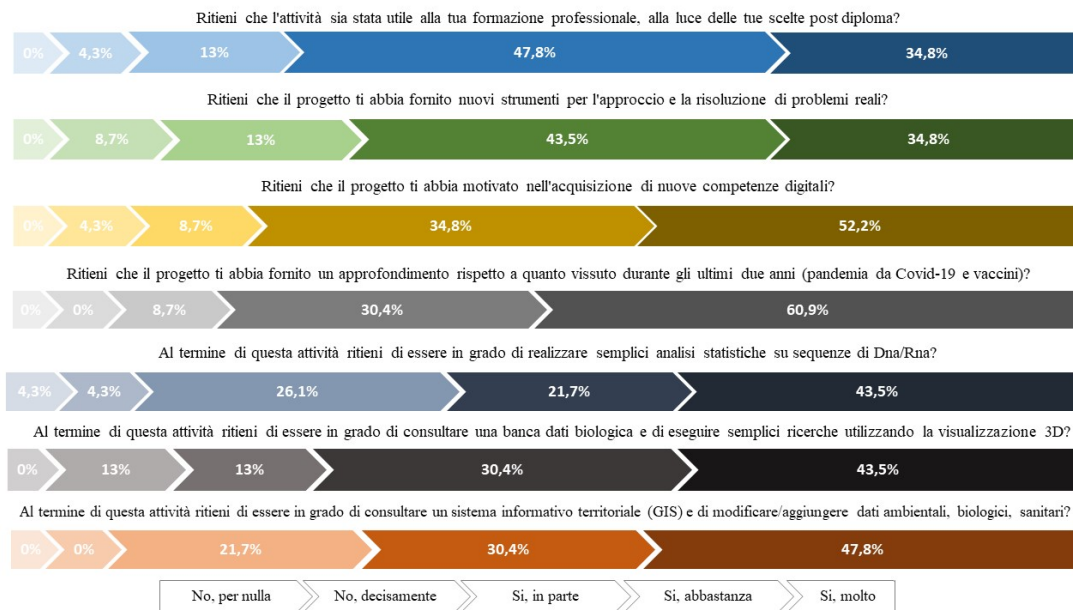 Ritieni che l'attività sia stata utile alla tua formazione professionale, alla luce delle tue scelte post diploma?
0% 4,3% 13% 47,8% 34,8%
Ritieni che il progetto ti abbia fornito nuovi strumenti per l'approccio e la risoluzione di problemi reali?
0% 8,7% 13% 43,5% 34,8%
Ritieni che il progetto ti abbia motivato nell'acquisizione di nuove competenze digitali?
0% 4,3% 8,7% 34,8% 52,2%
Ritieni che il progetto ti abbia fornito un approfondimento rispetto a quanto vissuto durante gli ultimi due anni (pandemia da Covid-19 e vaccini)?
0% 0% 8,7% 30,4% 60,9%
Al termine di questa attività ritieni di essere in grado di realizzare semplici analisi statistiche su sequenze di Dna/Rna?
4,3% 4,3% 26,1% 21,7% 43,5%
Al termine di questa attività ritieni di essere in grado di consultare una banca dati biologica e di eseguire semplici ricerche utilizzando la visualizzazione 3D?
0% 13% 13% 30,4% 43,5%
Al termine di questa attività ritieni di essere in grado di consultare un sistema informativo territoriale (GIS) e di modificare/aggiungere dati ambientali, biologici, sanitari?
0% 0% 21,7% 30,4% 47,8%
No, per nulla No, decisamente Si, in parte Si, abbastanza Si, molto